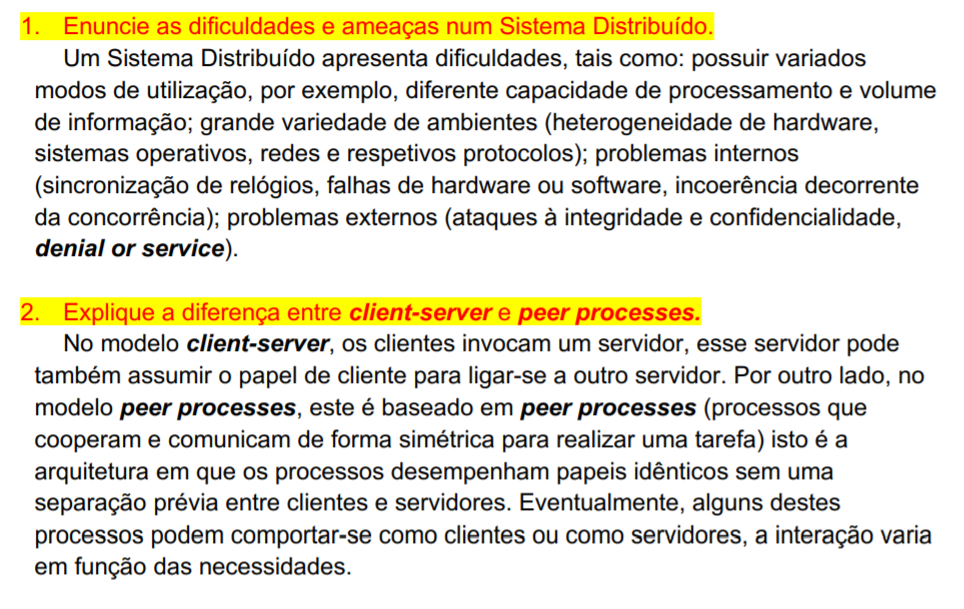 1. Enuncie as dificuldades e ameaças num Sistema Distribuído.
Um Sistema Distribuído apresenta dificuldades, tais como: possuir variados
modos de utilização, por exemplo, diferente capacidade de processamento e volume
de informação; grande variedade de ambientes (heterogeneidade de hardware,
sistemas operativos, redes e respetivos protocolos); problemas internos
(sincronização de relógios, falhas de hardware ou software, incoerência decorrente
da concorrência); problemas externos (ataques à integridade e confidencialidade,
denial or service).
2. Explique a diferença entre client-server e peer processes.
No modelo client-server, os clientes invocam um servidor, esse servidor pode
também assumir o papel de cliente para ligar-se a outro servidor. Por outro lado, no
modelo peer processes, este é baseado em peer processes (processos que
cooperam e comunicam de forma simétrica para realizar uma tarefa) isto é a
arquitetura em que os processos desempenham papeis idênticos sem uma
separação prévia entre clientes e servidores. Eventualmente, alguns destes
processos podem comportar-se como clientes ou como servidores, a interação varia
em função das necessidades.